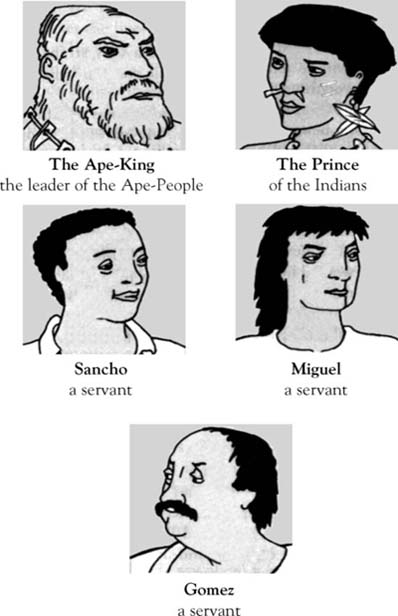 The Ape-King
the leader of the Ape-People
The Prince
of the Indians
Sancho
a servant
Miguel
a servant
Gomez
a servant